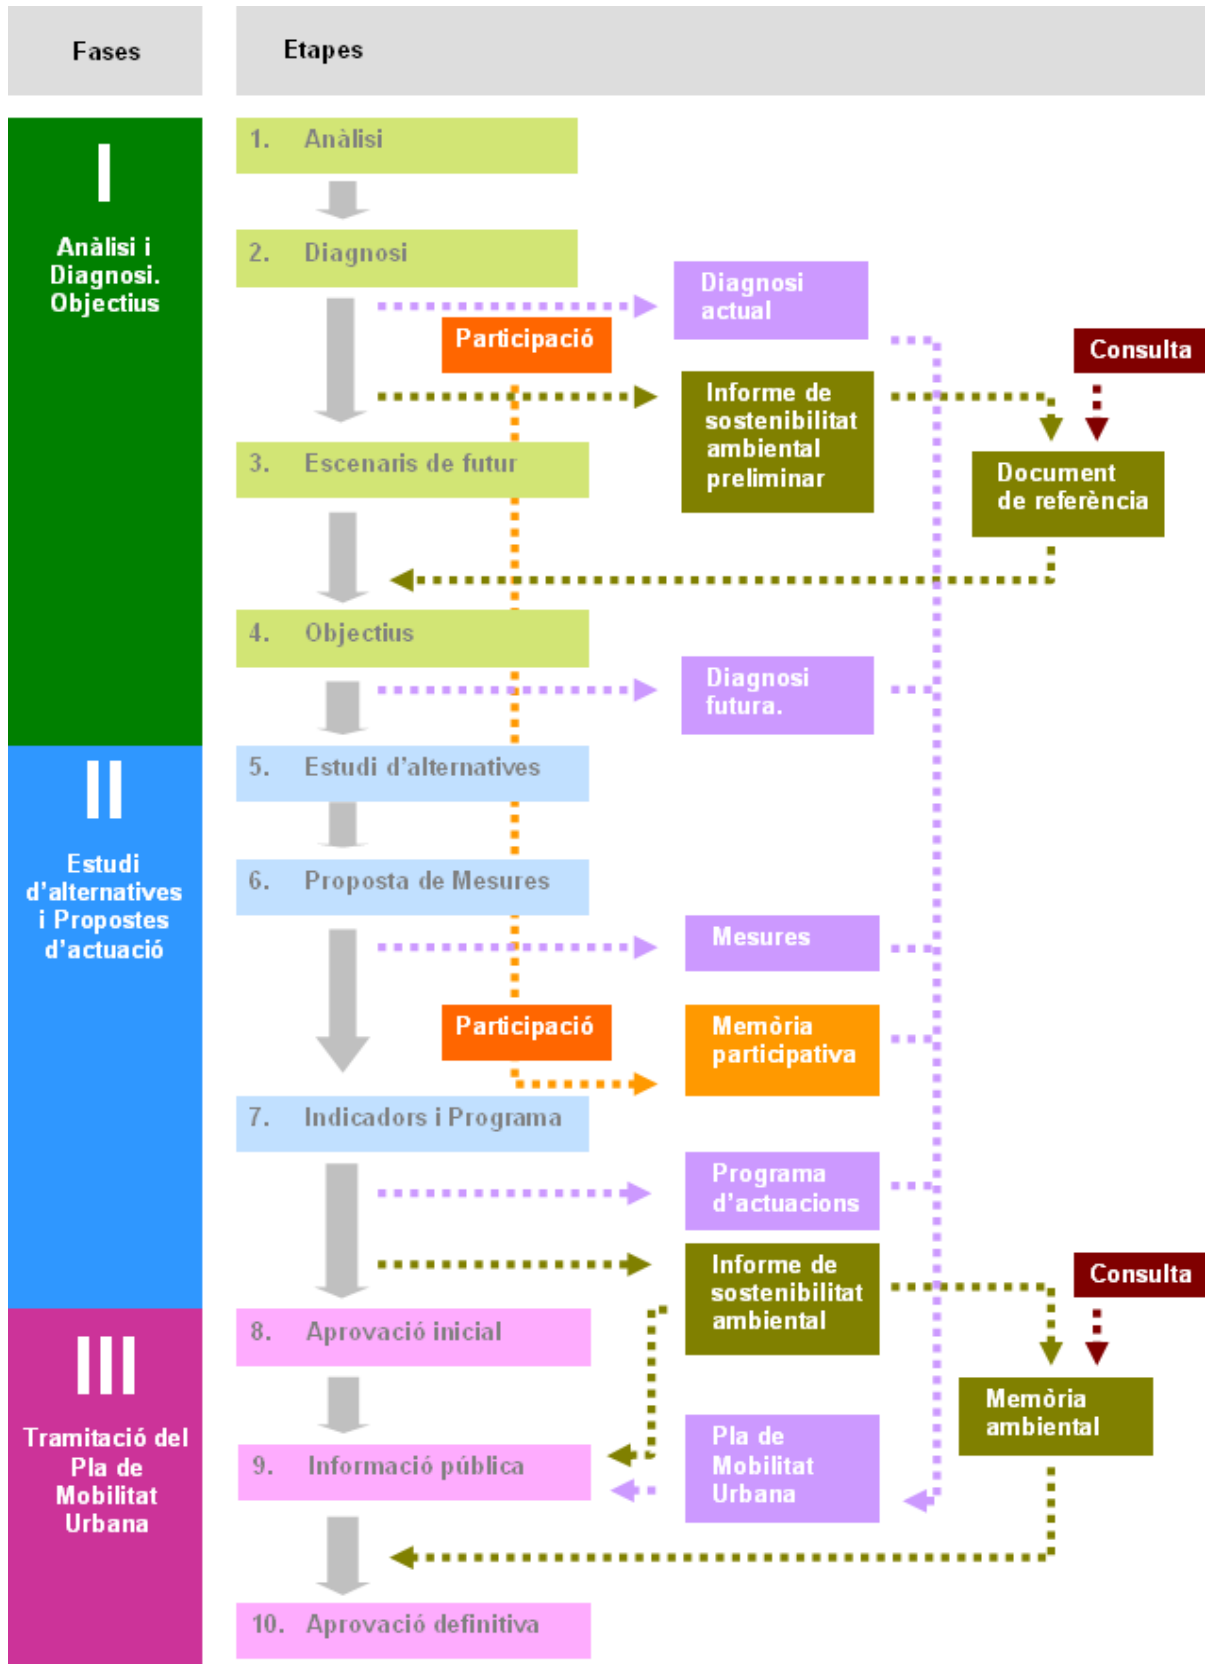 Fases
Etapes
I
Anàlisi i
Diagnosi.
Objectius
1. Anàlisi
2. Diagnosi
Diagnosi
actual
Participació
Consulta
Informe de
sostenibilitat
ambiental
preliminar
3. Escenaris de futur
Document
de referència
4. Objectius
Diagnosi
futura.
II
Estudi
d'alternatives
i Propostes
d'actuació
5. Estudi d'alternatives
6. Proposta de Mesures
Mesures
Participació
Memòria
participativa
7. Indicadors i Programa
Programa
d'actuacions
Informe de
sostenibilitat
ambiental
Consulta
III
Tramitació del
Pla de
Mobilitat
Urbana
8. Aprovació inicial
Memòria
ambiental
9. Informació pública
Pla de
Mobilitat
Urbana
10. Aprovació definitiva